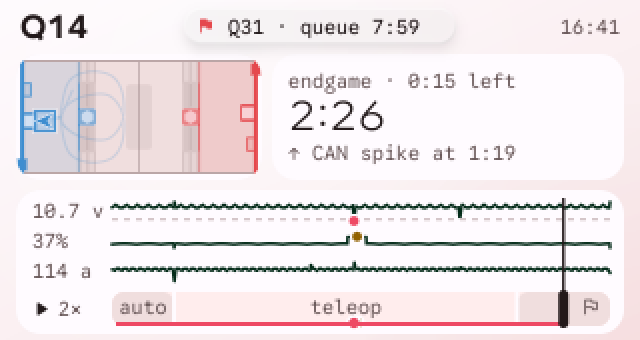 Q14
Q31 · queue 7:59
16:41
endgame · 0:15 left
2:26
↑ CAN spike at 1:19
10.7 v
37%
114 a
2×
auto
teleop